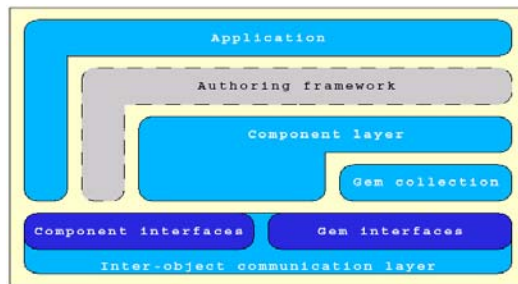 Application
Authoring framework
Component layer
Gem collection
Component interfaces
Gem interfaces
Inter-object communication layer